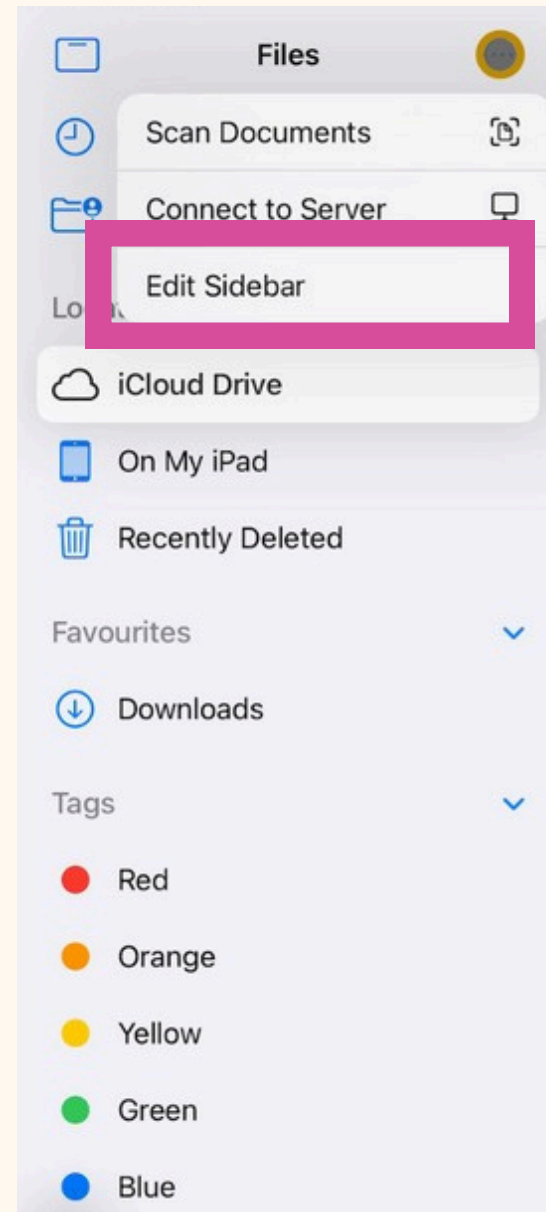 Files
Scan Documents
Connect to Server
Edit Sidebar
iCloud Drive
On My iPad
Recently Deleted
Favourites
Downloads
Tags
Red
Orange
Yellow
Green
Blue